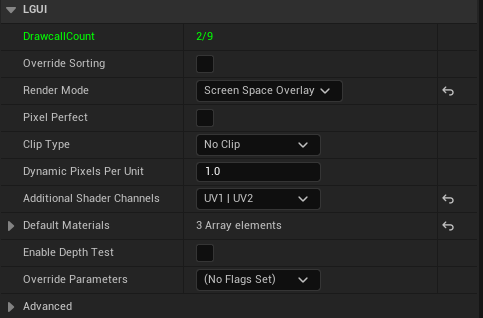 LGUI
DrawcallCount 2/9
Override Sorting
Render Mode Screen Space Overlay
Pixel Perfect
Clip Type No Clip
Dynamic Pixels Per Unit 1.0
Additional Shader Channels UV1 | UV2
Default Materials 3 Array elements
Enable Depth Test
Override Parameters (No Flags Set)
Advanced